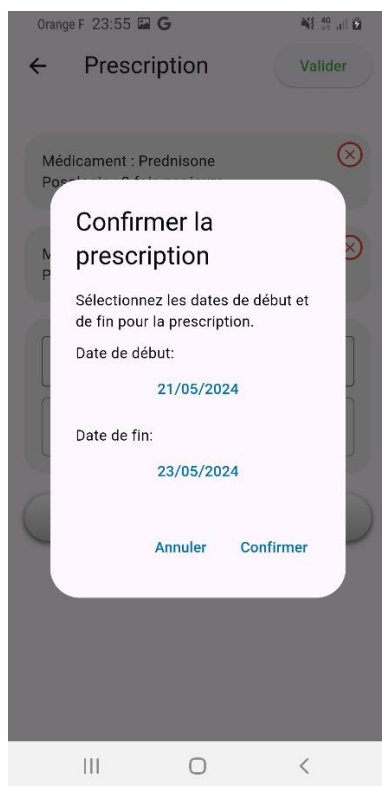 Orange F 23:55 G
4G
Prescription
Valider
Médicament : Prednisone
Confirmer la
prescription
Sélectionnez les dates de début et
de fin pour la prescription.
Date de début:
21/05/2024
Date de fin:
23/05/2024
Annuler
Confirmer